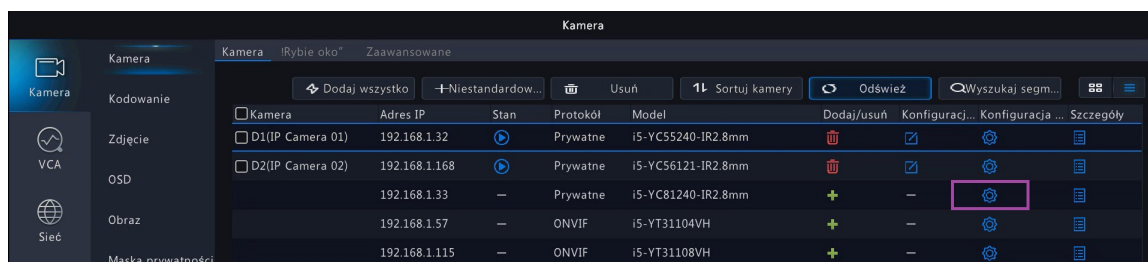 Kamera
Kamera !Rybie oko" Zaawansowane
Kamera
Kamera
Dodaj wszystko Niestandardow... Usuń Sortuj kamery Odśwież Wyszukaj segm...
Kodowanie
Kamera Adres IP Stan Protokół Model Dodaj/usuń Konfiguracj... Konfiguracja ... Szczegóły
D1(IP Camera 01) 192.168.1.32 Prywatne i5-YC55240-IR2.8mm
Zdjęcie
VCA
D2(IP Camera 02) 192.168.1.168 Prywatne i5-YC56121-IR2.8mm
OSD
192.168.1.33 — Prywatne i5-YC81240-IR2.8mm —
Obraz
192.168.1.57 — ONVIF i5-YT31104VH —
Sieć
192.168.1.115 — ONVIF i5-YT31108VH —
Maska prywatności